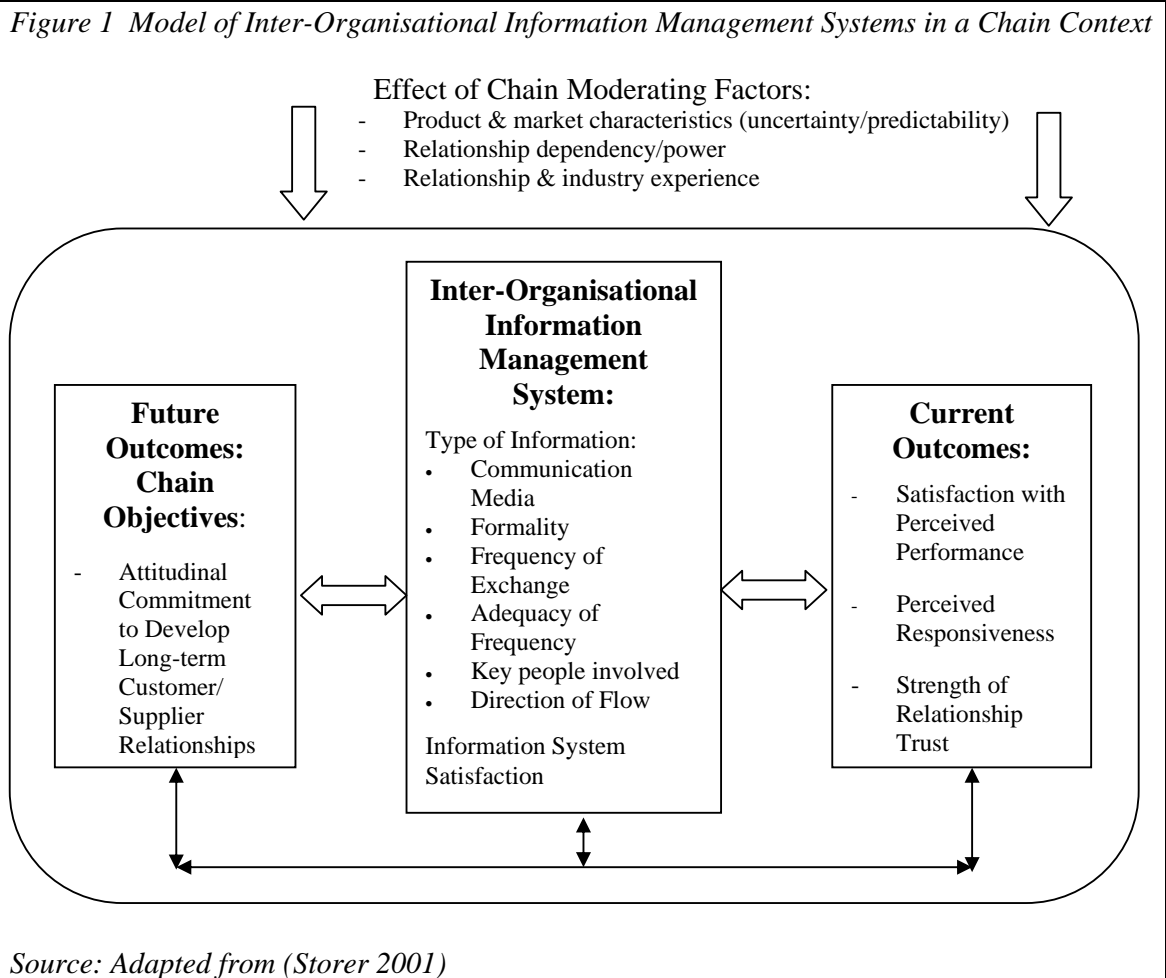 Figure 1  Model of Inter-Organisational Information Management Systems in a Chain Context
Effect of Chain Moderating Factors:
- Product & market characteristics (uncertainty/predictability)
- Relationship dependency/power
- Relationship & industry experience
Future
Outcomes:
Chain
Objectives:
- Attitudinal
Commitment
to Develop
Long-term
Customer/
Supplier
Relationships
Inter-Organisational
Information
Management
System:
Type of Information:
• Communication
Media
• Formality
• Frequency of
Exchange
• Adequacy of
Frequency
• Key people involved
• Direction of Flow
Information System
Satisfaction
Current
Outcomes:
- Satisfaction with
Perceived
Performance
- Perceived
Responsiveness
- Strength of
Relationship
Trust
Source: Adapted from (Storer 2001)